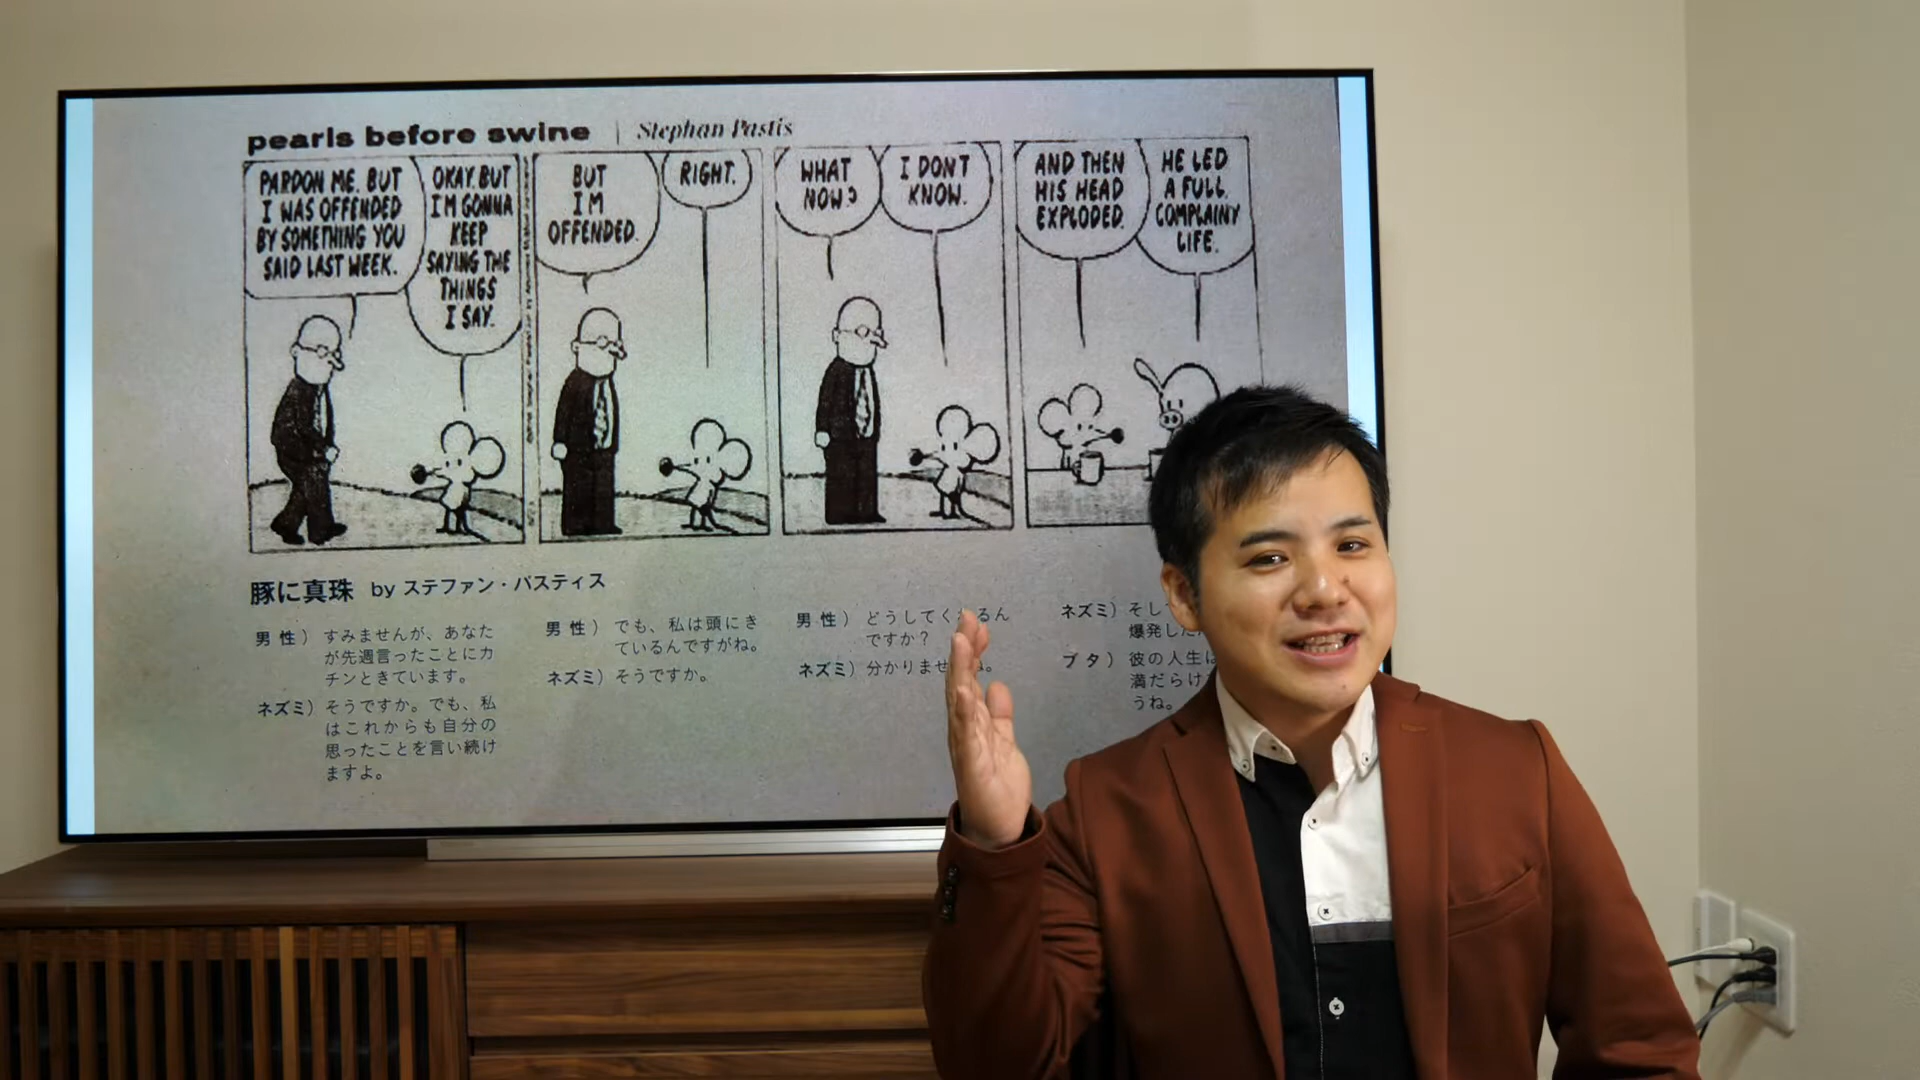 pearls before swine | Stephan Pastis
PARDON ME. BUT
I WAS OFFENDED
BY SOMETHING YOU
SAID LAST WEEK.
OKAY. BUT
I'M GONNA
KEEP
SAYING THE
THINGS
I SAY.
BUT
I'M
OFFENDED.
RIGHT.
WHAT
NOW?
I DON'T
KNOW.
AND THEN
HIS HEAD
EXPLODED.
HE LED
A FULL,
COMPLAINY
LIFE.
豚に真珠 by ステファン・パスティス
男性）すみませんが、あなた
が先週言ったことにカ
チンときています。
ネズミ）そうですか。でも、私
はこれからも自分の
思ったことを言い続け
ますよ。
男性）でも、私は頭にき
ているんですがね。
ネズミ）そうですか。
男性）どうしてく るん
ですか？
ネズミ）分かりませ ね。
ネズミ）そし
爆発した
ブタ）彼の人生は
満だらけ
うね。